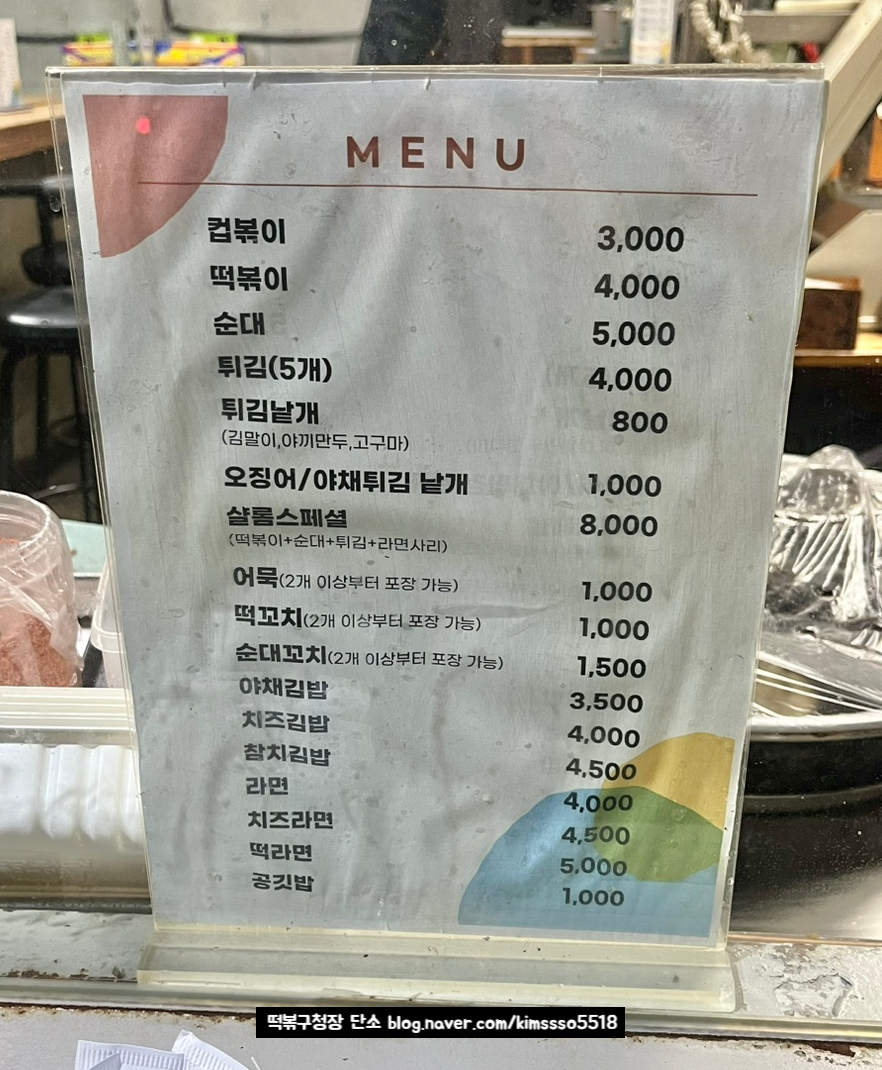 MENU
컵볶이 3,000
떡볶이 4,000
순대 5,000
튀김(5개) 4,000
튀김낱개 800
(김말이,야끼만두,고구마)
오징어/야채튀김 낱개 1,000
샬롬스페셜 8,000
(떡볶이+순대+튀김+라면사리)
어묵(2개 이상부터 포장 가능) 1,000
떡꼬치(2개 이상부터 포장 가능) 1,000
순대꼬치(2개 이상부터 포장 가능) 1,500
야채김밥 3,500
치즈김밥 4,000
참치김밥 4,500
라면 4,000
치즈라면 4,500
떡라면 5,000
공깃밥 1,000
떡볶구청장 단소 blog.naver.com/kimssso5518